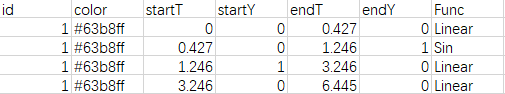 id color startT startY endT endY Func
1 #63b8ff 0 0 0.427 0 Linear
1 #63b8ff 0.427 0 1.246 1 Sin
1 #63b8ff 1.246 1 3.246 0 Linear
1 #63b8ff 3.246 0 6.445 0 Linear